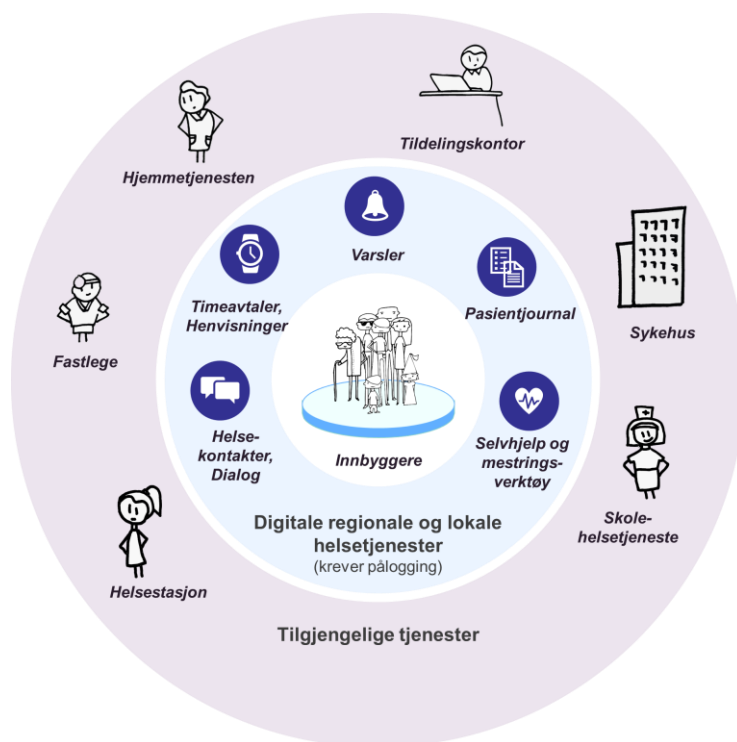 Tildelingskontor
Hjemmetjenesten
Varsler
Timeavtaler,
Henvisninger
Pasientjournal
Sykehus
Fastlege
Helse-
kontakter,
Dialog
Innbyggere
Selvhjelp og
mestrings-
verktøy
Skole-
helsetjeneste
Digitale regionale og lokale
helsetjenester
(krever pålogging)
Helsestasjon
Tilgjengelige tjenester